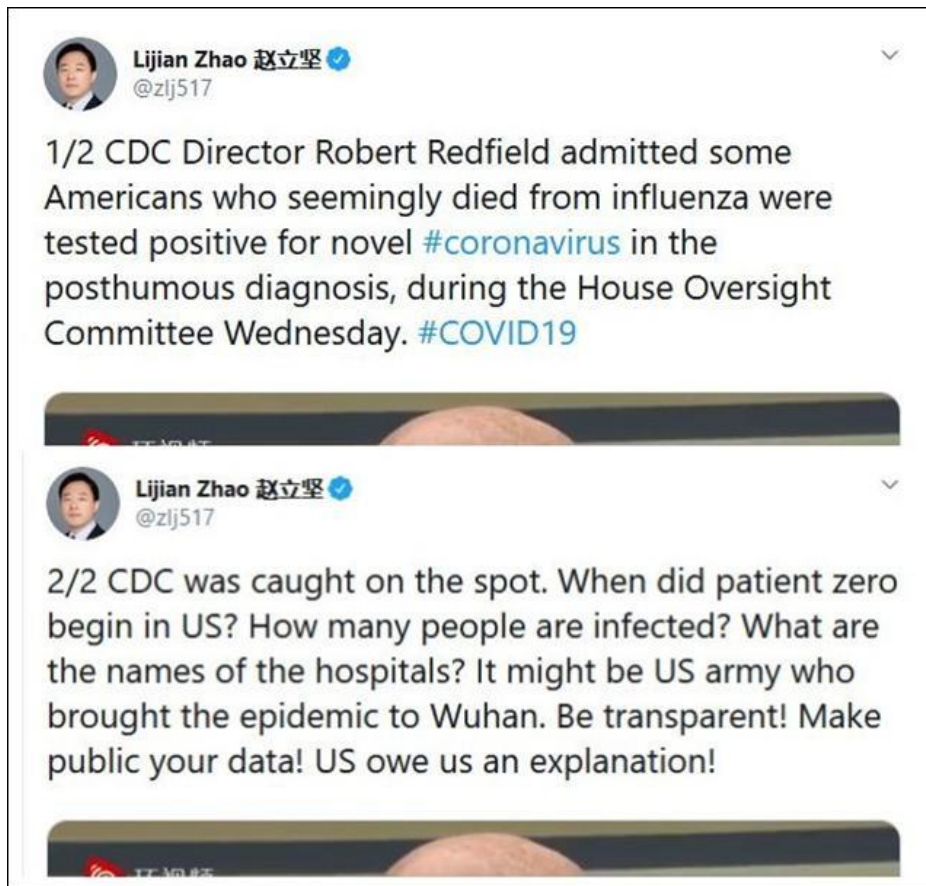 Lijian Zhao 赵立坚
@zlj517
1/2 CDC Director Robert Redfield admitted some
Americans who seemingly died from influenza were
tested positive for novel #coronavirus in the
posthumous diagnosis, during the House Oversight
Committee Wednesday. #COVID19
Lijian Zhao 赵立坚
@zlj517
2/2 CDC was caught on the spot. When did patient zero
begin in US? How many people are infected? What are
the names of the hospitals? It might be US army who
brought the epidemic to Wuhan. Be transparent! Make
public your data! US owe us an explanation!